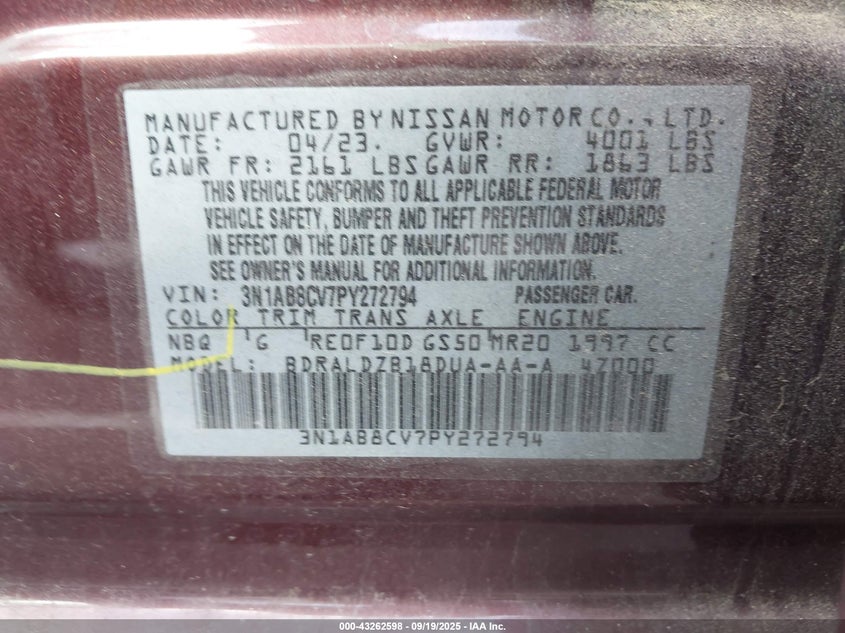 MANUFACTURED BY NISSAN MOTOR CO., LTD.
DATE: 04/23. GVWR: 4001 LBS
GAWR FR: 2161 LBS GAWR RR: 1863 LBS
THIS VEHICLE CONFORMS TO ALL APPLICABLE FEDERAL MOTOR
VEHICLE SAFETY, BUMPER AND THEFT PREVENTION STANDARDS
IN EFFECT ON THE DATE OF MANUFACTURE SHOWN ABOVE.
SEE OWNER'S MANUAL FOR ADDITIONAL INFORMATION.
VIN: 3N1AB8CV7PY272794 PASSENGER CAR.
COLOR TRIM TRANS AXLE ENGINE
NBQ G RE0F10D GS50 MR20 1997 CC
MODEL: BDRALDZB18DUA-AA-A 47000
3N1AB8CV7PY272794
000-43262598 - 09/19/2025 - IAA Inc.